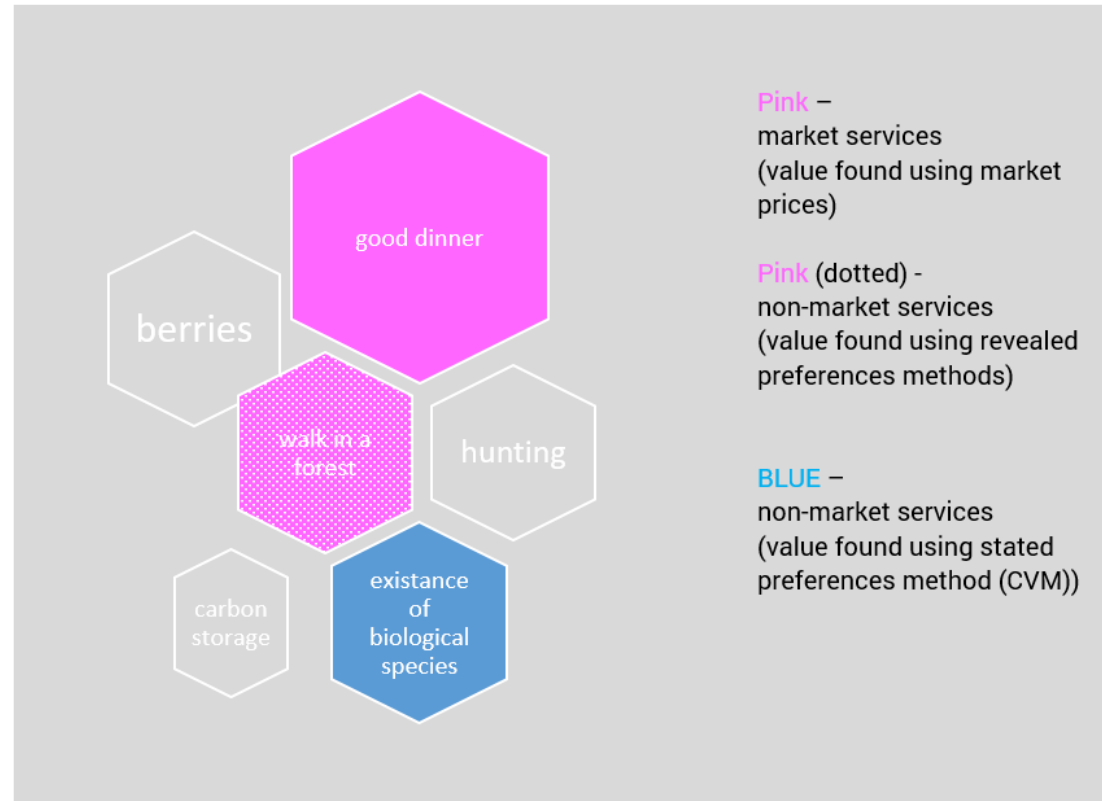 good dinner
berries
walk in a
forest
hunting
carbon
storage
existance
of
biological
species
Pink –
market services
(value found using market
prices)
Pink (dotted) -
non-market services
(value found using revealed
preferences methods)
BLUE –
non-market services
(value found using stated
preferences method (CVM))